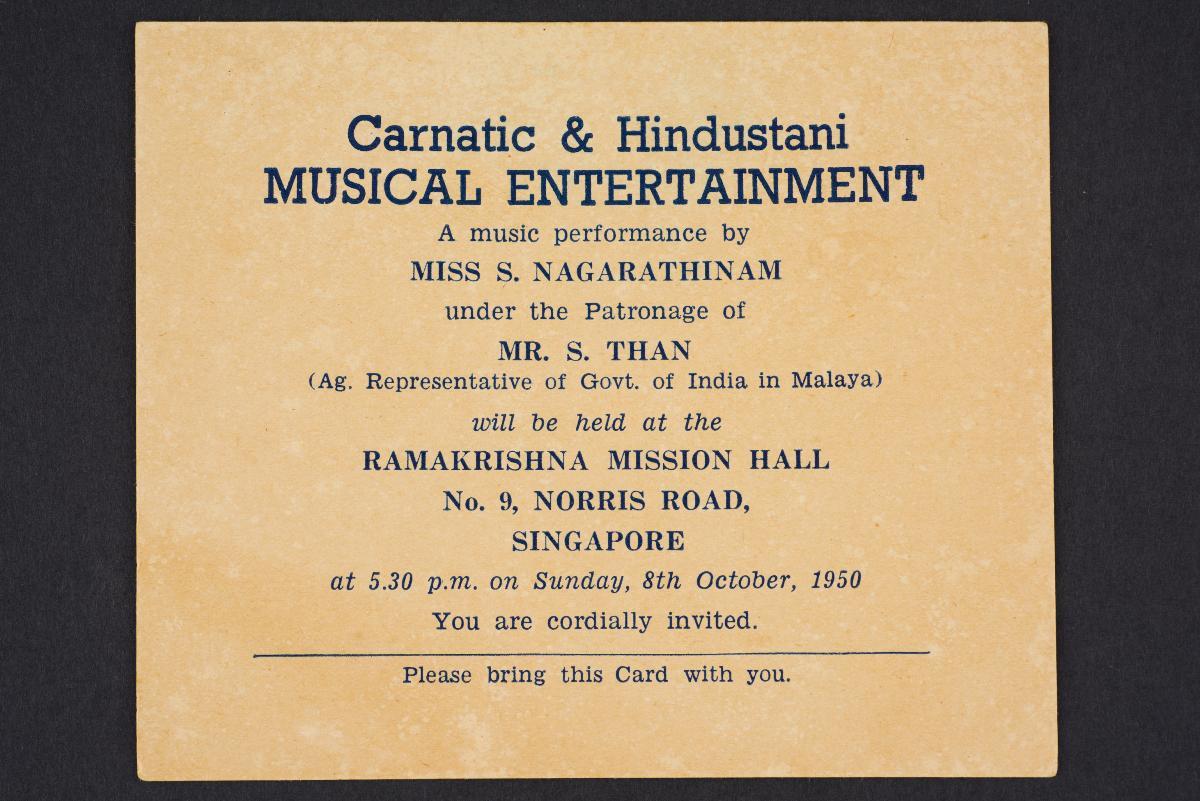 Carnatic & Hindustani
MUSICAL ENTERTAINMENT
A music performance by
MISS S. NAGARATHINAM
under the Patronage of
MR. S. THAN
(Ag. Representative of Govt. of India in Malaya)
will be held at the
RAMAKRISHNA MISSION HALL
No. 9, NORRIS ROAD,
SINGAPORE
at 5.30 p.m. on Sunday, 8th October, 1950
You are cordially invited.
Please bring this Card with you.